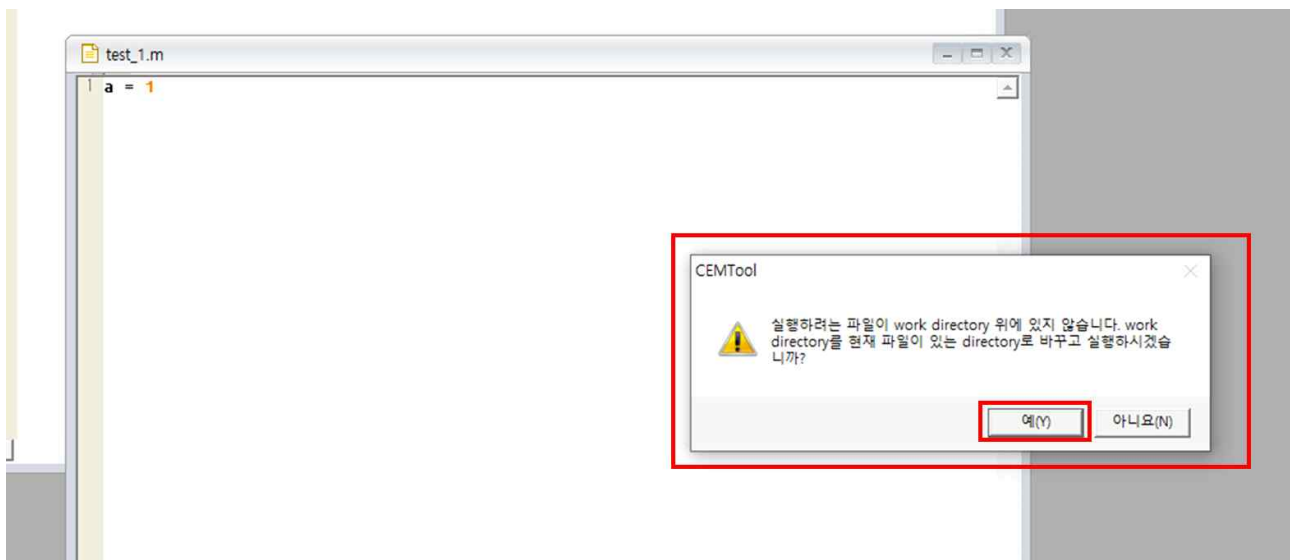 test_1.m
1 a = 1
CEMTool
실행하려는 파일이 work directory 위에 있지 않습니다. work
directory를 현재 파일이 있는 directory로 바꾸고 실행하시겠습
니까?
예(Y) 아니요(N)